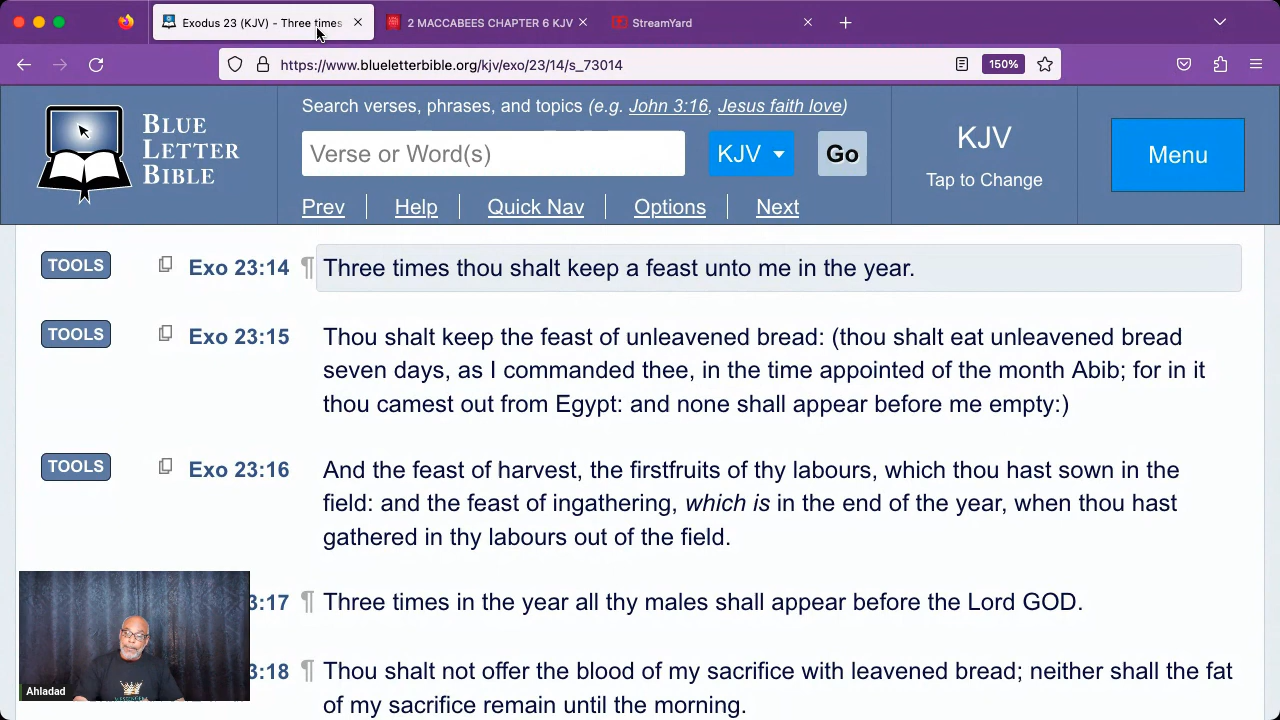 Exodus 23 (KJV) - Three times
2 MACCABEES CHAPTER 6 KJV
StreamYard
https://www.blueletterbible.org/kjv/exo/23/14/s_73014
150%
BLUE
LETTER
BIBLE
Search verses, phrases, and topics (e.g. John 3:16, Jesus faith love)
Verse or Word(s)
KJV
Go
Prev
Help
Quick Nav
Options
Next
KJV
Tap to Change
Menu
TOOLS Exo 23:14 ¶ Three times thou shalt keep a feast unto me in the year.
TOOLS Exo 23:15 Thou shalt keep the feast of unleavened bread: (thou shalt eat unleavened bread
seven days, as I commanded thee, in the time appointed of the month Abib; for in it
thou camest out from Egypt: and none shall appear before me empty:)
TOOLS Exo 23:16 And the feast of harvest, the firstfruits of thy labours, which thou hast sown in the
field: and the feast of ingathering, which is in the end of the year, when thou hast
gathered in thy labours out of the field.
3:17 ¶ Three times in the year all thy males shall appear before the Lord GOD.
3:18 ¶ Thou shalt not offer the blood of my sacrifice with leavened bread; neither shall the fat
of my sacrifice remain until the morning.
Ahladad